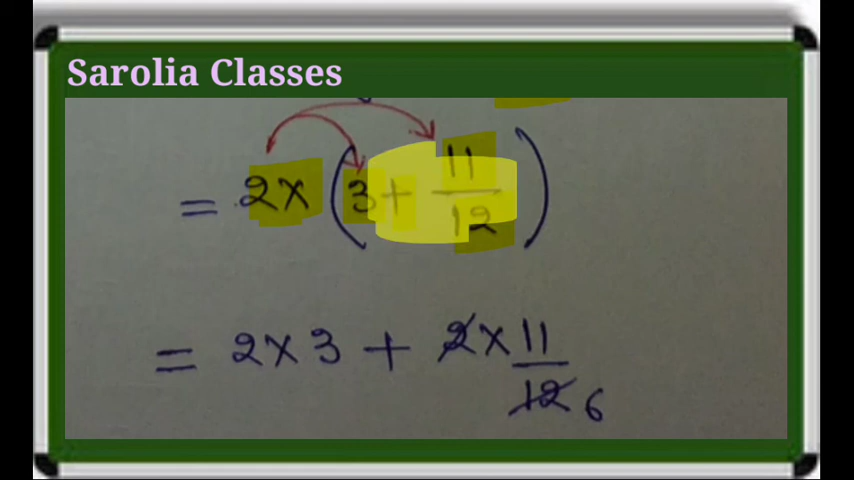 Sarolia Classes
= 2x (3+ 11/12)
= 2x3 + 2x11/12 6